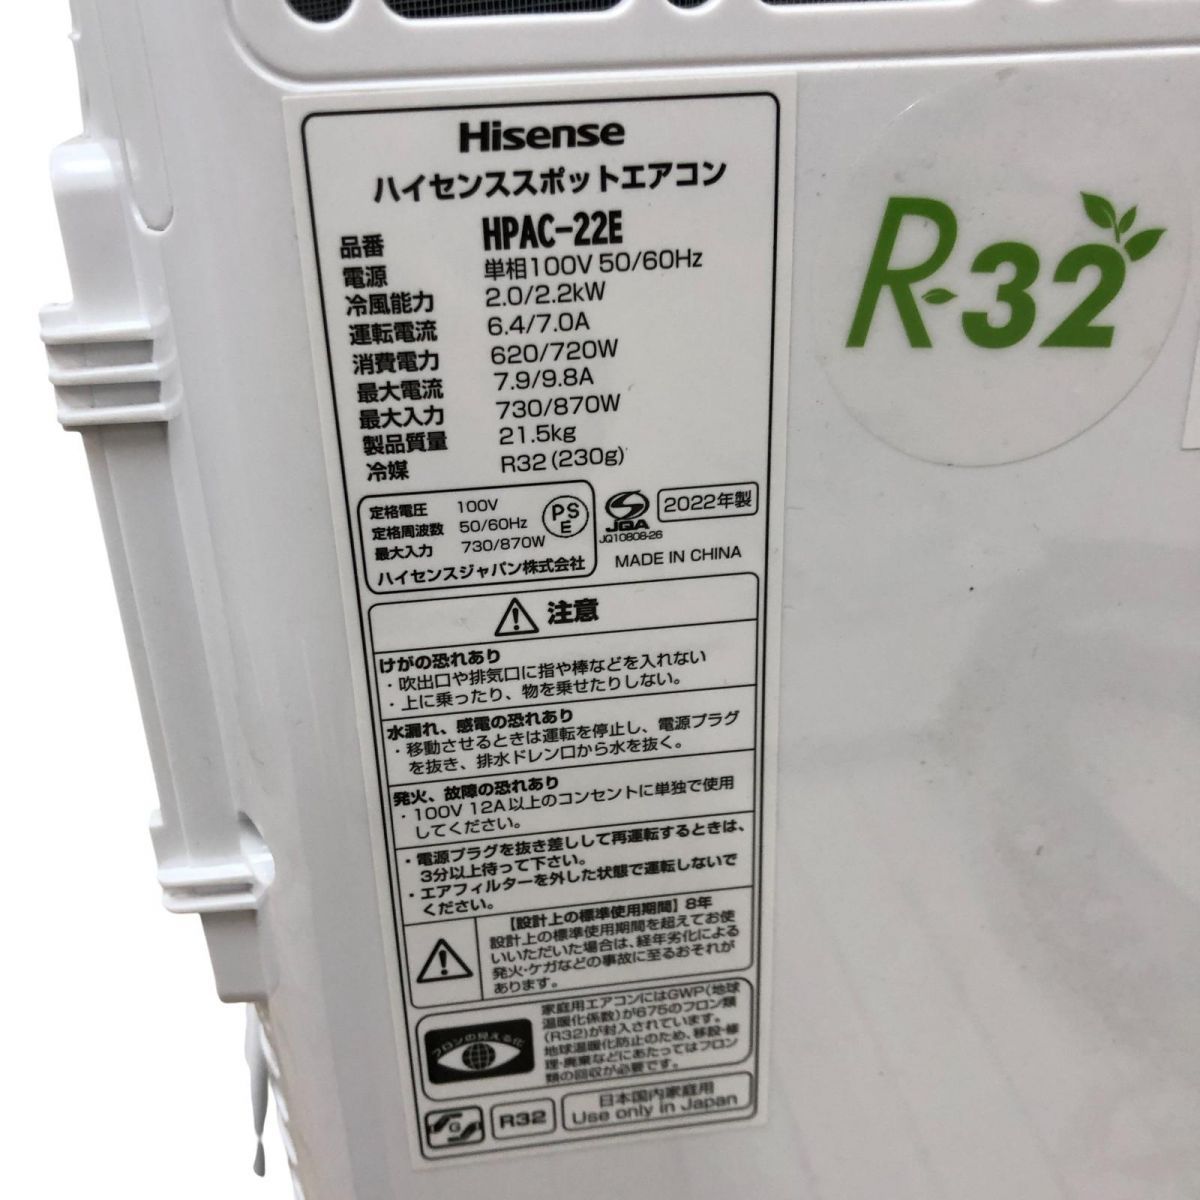 Hisense
ハイセンススポットエアコン
品番 HPAC-22E
電源 単相100V 50/60Hz
冷風能力 2.0/2.2kW
運転電流 6.4/7.0A
消費電力 620/720W
最大電流 7.9/9.8A
最大入力 730/870W
製品質量 21.5kg
冷媒 R32(230g)
定格電圧 100V
定格周波数 50/60Hz
最大入力 730/870W
PS
E
ハイセンスジャパン株式会社
JQA
JQ10808-26
2022年製
MADE IN CHINA
注意
けがの恐れあり
・吹出口や排気口に指や棒などを入れない
・上に乗ったり、物を乗せたりしない。
水漏れ、感電の恐れあり
・移動させるときは運転を停止し、電源プラグ
を抜き、排水ドレン口から水を抜く。
発火、故障の恐れあり
・100V 12A以上のコンセントに単独で使用
してください。
・電源プラグを抜き差しして再運転するときは、
3分以上待って下さい。
・エアフィルターを外した状態で運転しないで
ください。
【設計上の標準使用期間】8年
設計上の標準使用期間を超えてお使
いいただいた場合は、経年劣化による
発火・ケガなどの事故に至るおそれが
あります。
フロンの見える化
家庭用エアコンにはGWP(地球
温暖化係数)が675のフロン類
(R32)が封入されています。
地球温暖化防止のため、移設・修
理・廃棄などにあたってはフロン
類の回収が必要です。
G
R32
日本国内家庭用
Use only in Japan
R-32